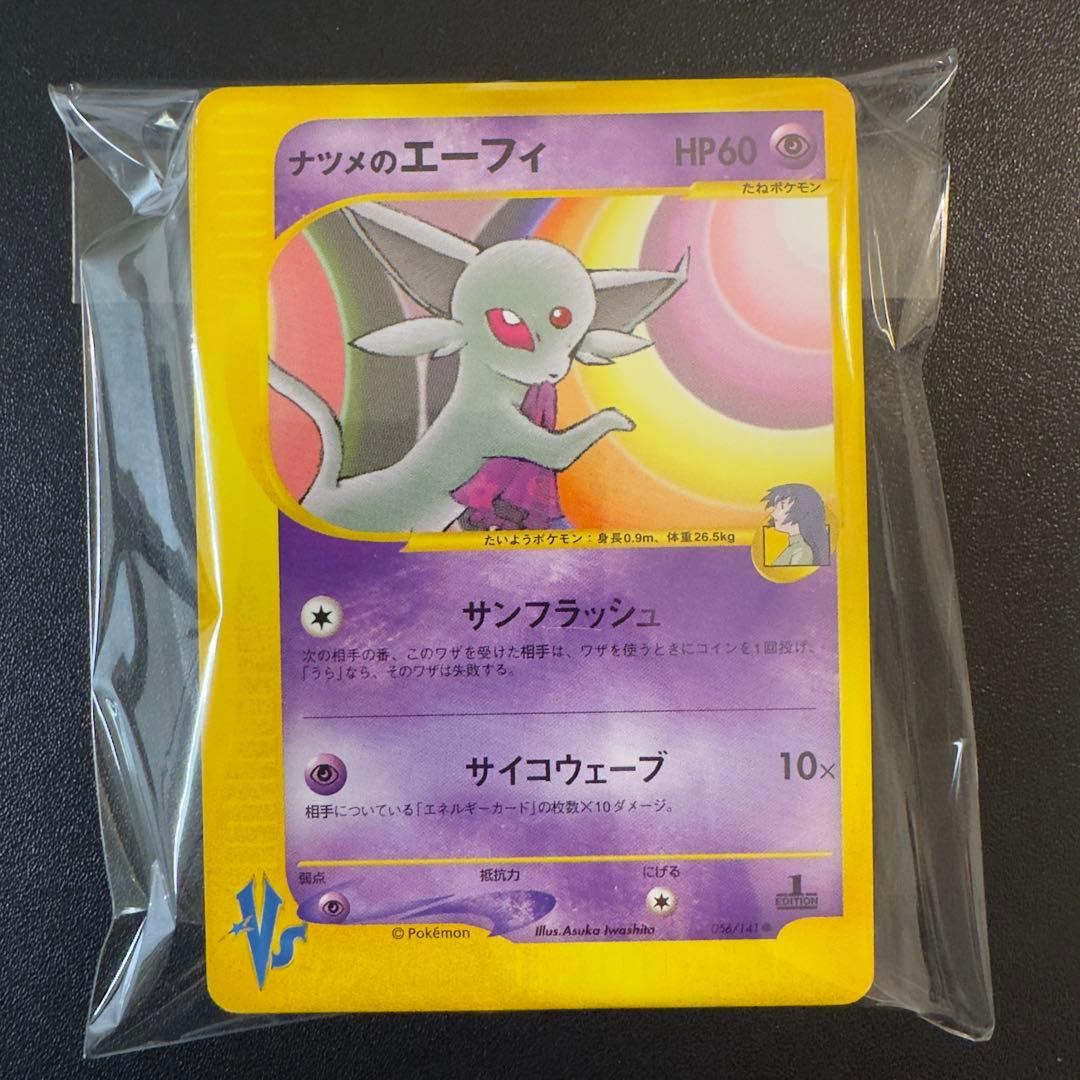 ナツメのエーフィ HP60
たねポケモン
たいようポケモン：身長0.9m、体重26.5kg
サンフラッシュ
次の相手の番、このワザを受けた相手は、ワザを使うときにコインを1回投げ、
「うら」なら、そのワザは失敗する。
サイコウェーブ 10×
相手についている「エネルギーカード」の枚数×10ダメージ。
弱点 抵抗力 にげる
1
EDITION
VS
©Pokémon Illus.Asuka Iwashita 056/141